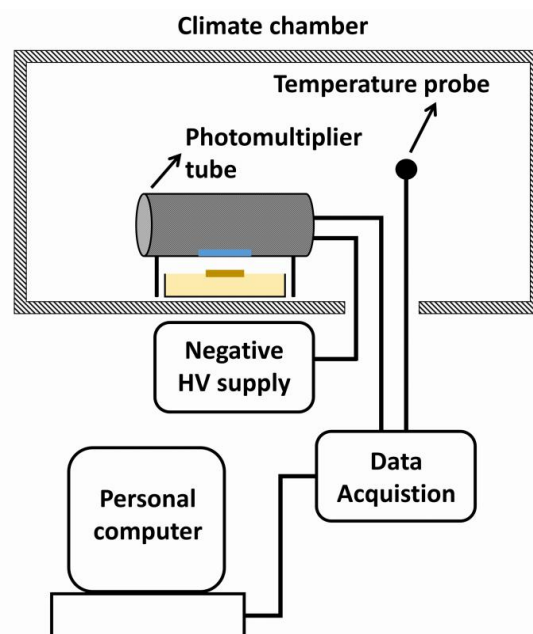 Climate chamber
Temperature probe
Photomultiplier
tube
Negative
HV supply
Data
Acquistion
Personal
computer